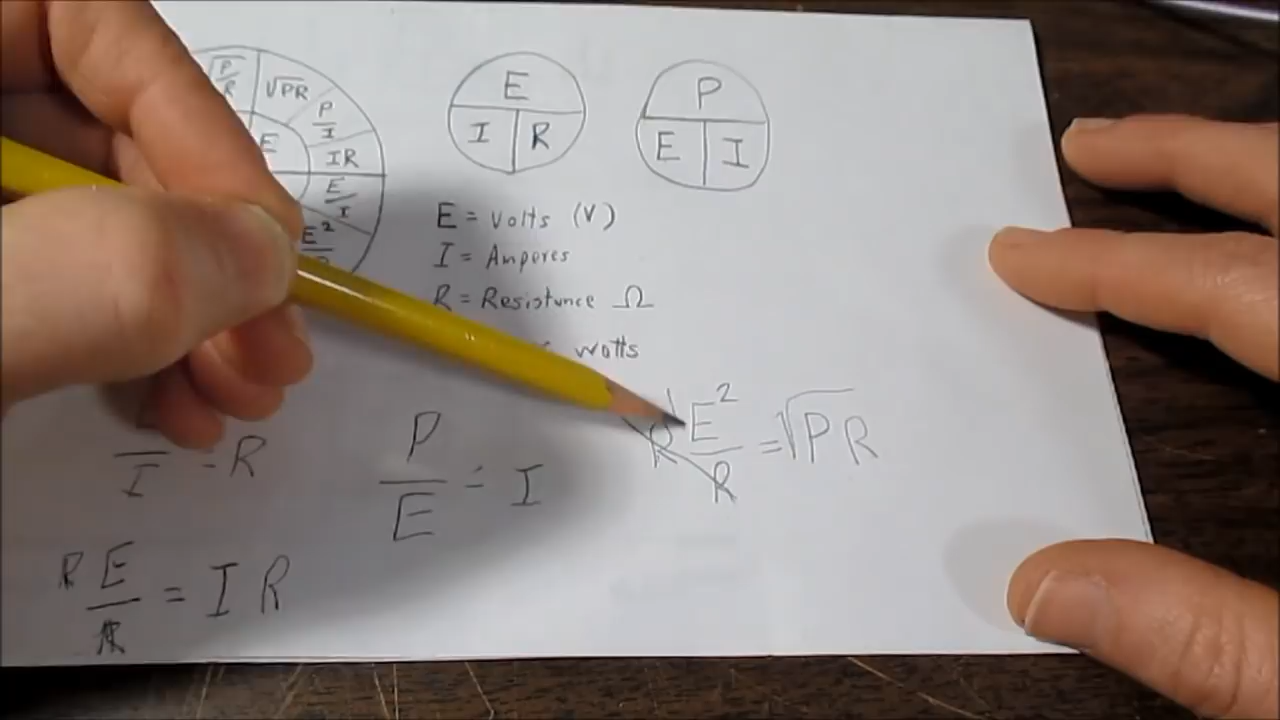 √P/R √PR P/I IR E/I E²/R E
E I R
P E I
E = Volts (V)
I = Amperes
R = Resistance Ω
watts
I = R
P/E = I
R E²/R = √PR
R E/R = I R